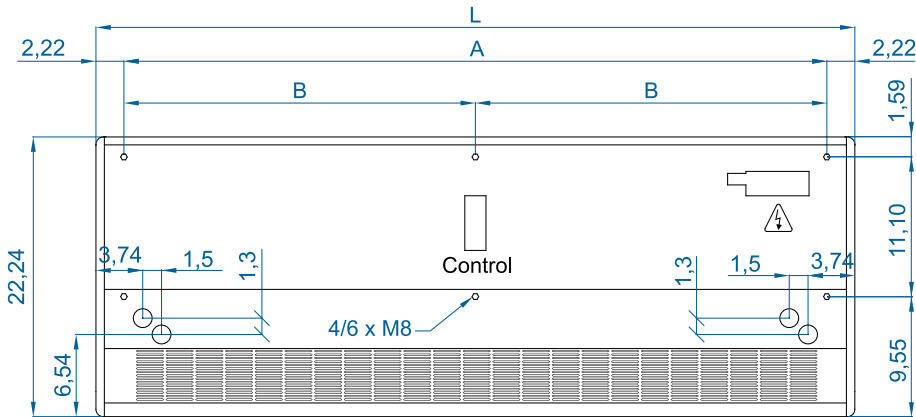 L
2,22
A
2,22
B
B
1,59
22,24
11,10
Control
3,74
1,5
1,3
1,3
1,5
3,74
4/6 x M8
6,54
9,55